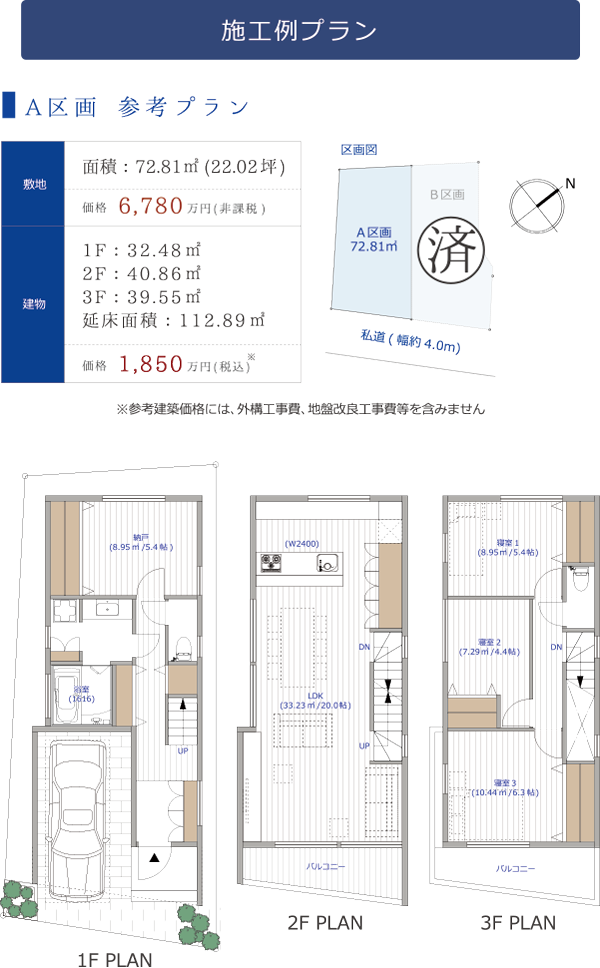 施工例プラン
A区画 参考プラン
敷地
面積：72.81㎡(22.02坪)
価格 6,780万円(非課税)
建物
1F：32.48㎡
2F：40.86㎡
3F：39.55㎡
延床面積：112.89㎡
価格 1,850万円(税込)※
区画図
A区画
72.81㎡
B区画
済
N
私道(幅約4.0m)
※参考建築価格には、外構工事費、地盤改良工事費等を含みません
納戸
(8.95㎡/5.4帖)
浴室
(1616)
UP
1F PLAN
(W2400)
DN
LDK
(33.23㎡/20.0帖)
UP
バルコニー
2F PLAN
寝室1
(8.95㎡/5.4帖)
寝室2
(7.29㎡/4.4帖)
DN
寝室3
(10.44㎡/6.3帖)
バルコニー
3F PLAN